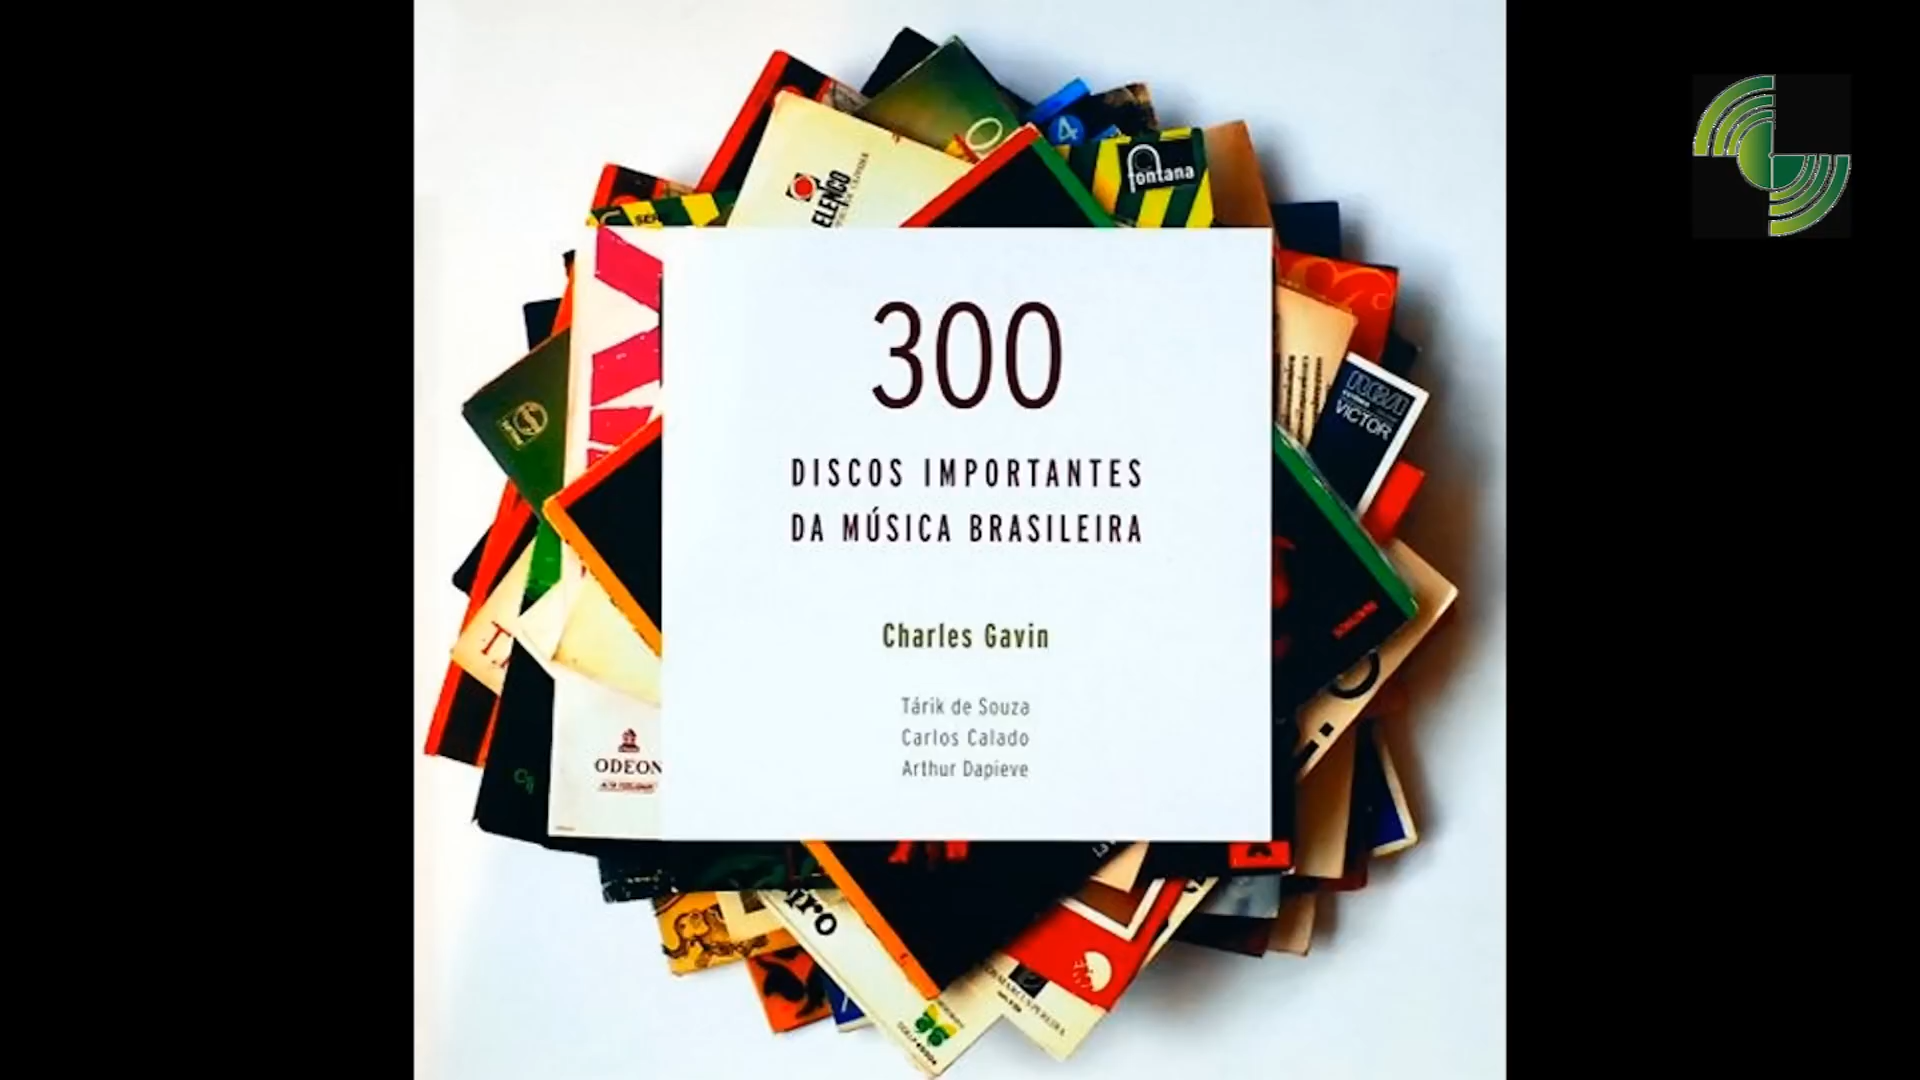 4
fontana
ELENCO
RCA
VICTOR
300
DISCOS IMPORTANTES
DA MÚSICA BRASILEIRA
Charles Gavin
Tárik de Souza
Carlos Calado
Arthur Dapieve
ODEON